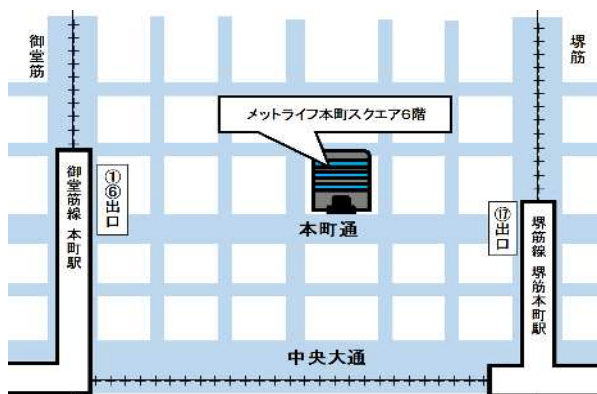 御堂筋
堺筋
メットライフ本町スクエア6階
①⑥出口
御堂筋線 本町駅
⑰出口
堺筋線 堺筋本町駅
本町通
中央大通